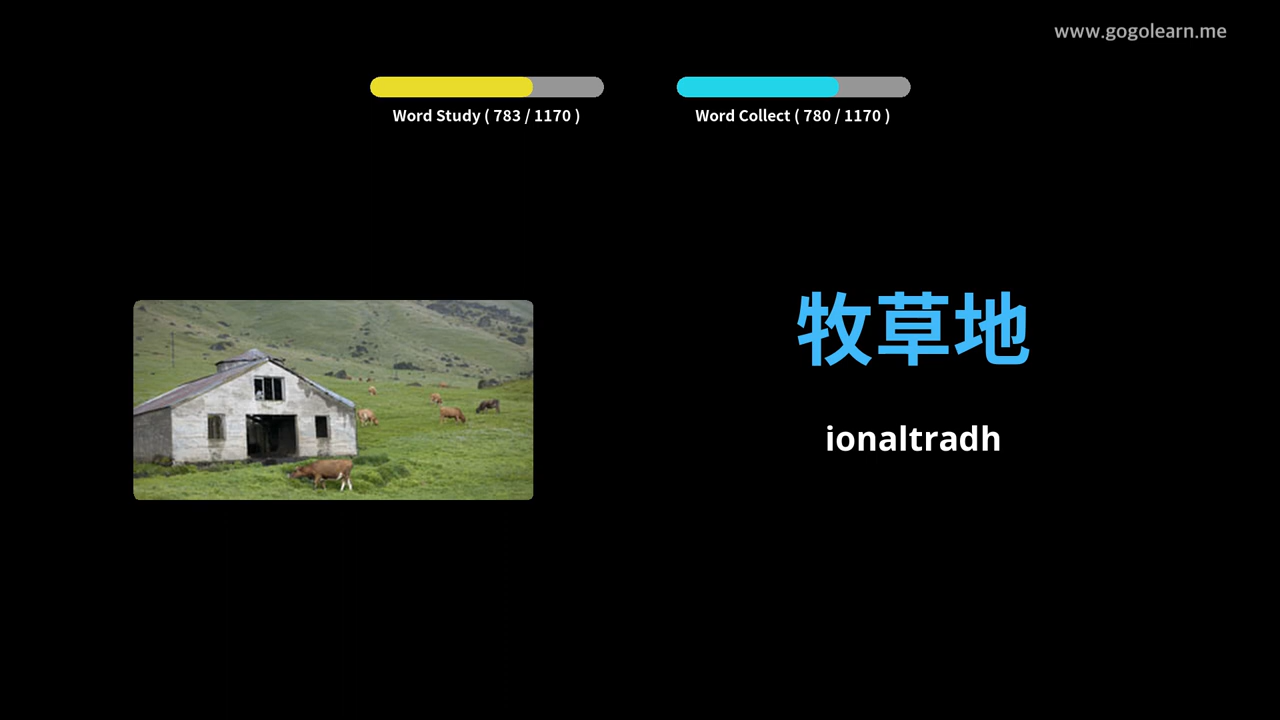 www.gogolearn.me
Word Study ( 783 / 1170 )
Word Collect ( 780 / 1170 )
牧草地
ionaltradh